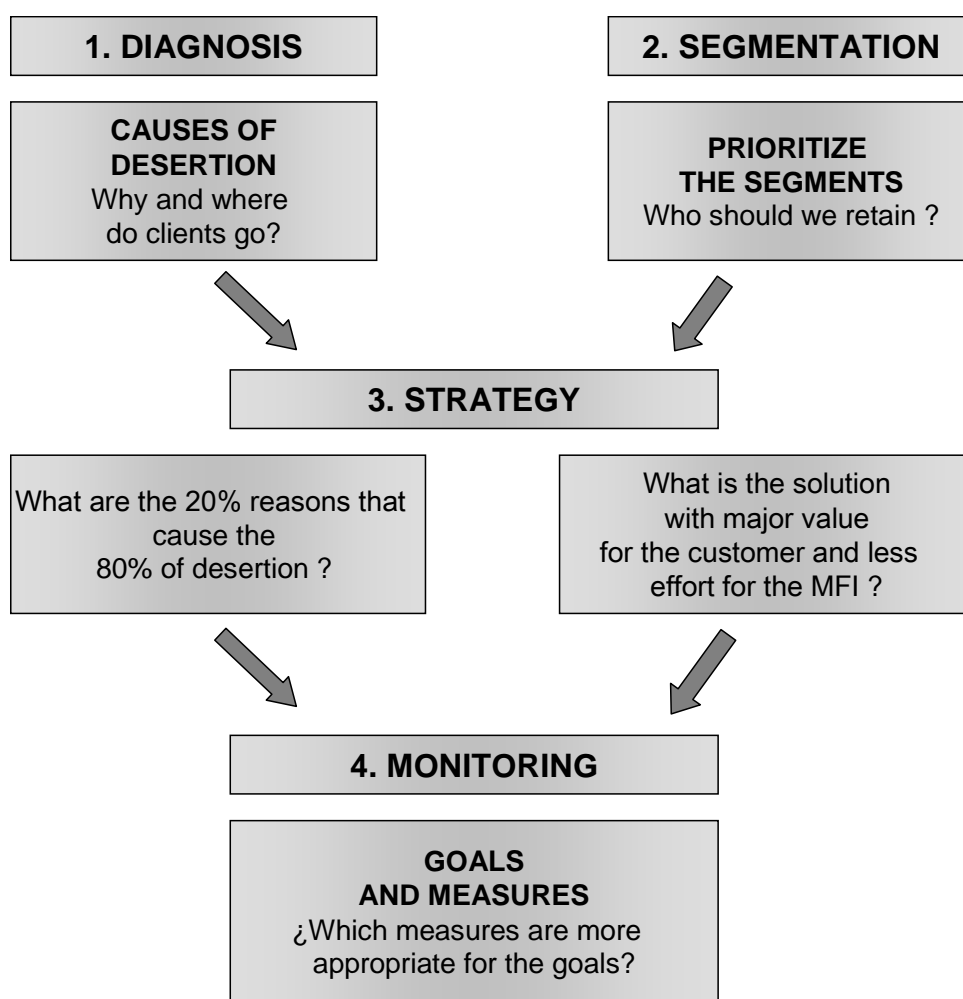 1. DIAGNOSIS
2. SEGMENTATION
CAUSES OF
DESERTION
Why and where
do clients go?
PRIORITIZE
THE SEGMENTS
Who should we retain ?
3. STRATEGY
What are the 20% reasons that
cause the
80% of desertion ?
What is the solution
with major value
for the customer and less
effort for the MFI ?
4. MONITORING
GOALS
AND MEASURES
¿Which measures are more
appropriate for the goals?